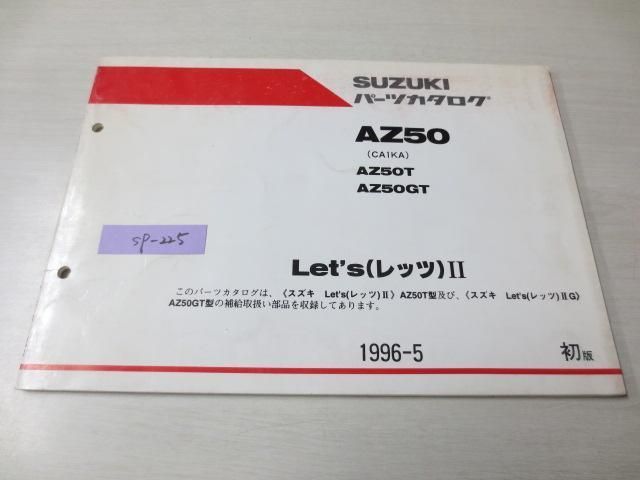 SUZUKI
パーツカタログ
AZ50
(CA1KA)
AZ50T
AZ50GT
SP-225
Let's(レッツ)II
このパーツカタログは、〈スズキ Let's(レッツ)II〉AZ50T型及び、〈スズキ Let's(レッツ)IIG〉
AZ50GT型の補給取扱い部品を収録してあります。
1996-5 初版